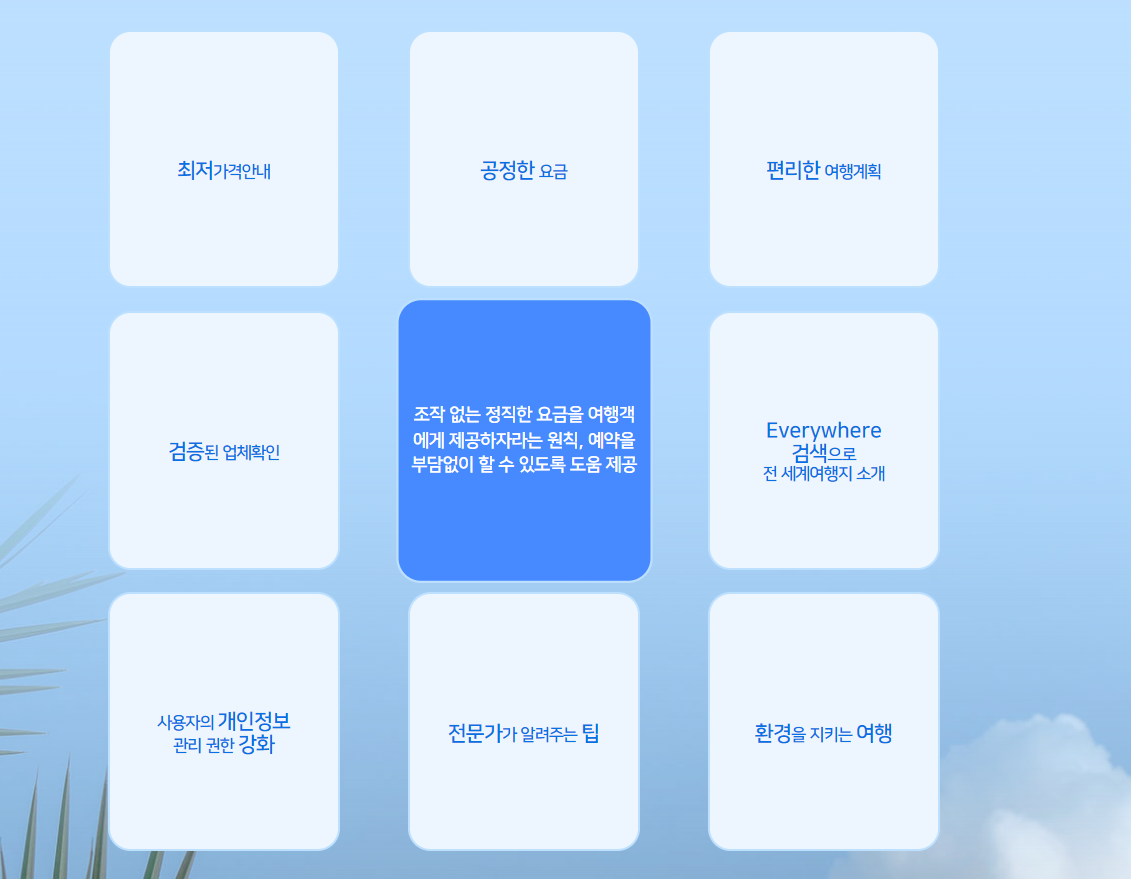 최저가격안내
공정한 요금
편리한 여행계획
검증된 업체확인
조작 없는 정직한 요금을 여행객
에게 제공하자라는 원칙, 예약을
부담없이 할 수 있도록 도움 제공
Everywhere
검색으로
전 세계여행지 소개
사용자의 개인정보
관리 권한 강화
전문가가 알려주는 팁
환경을 지키는 여행